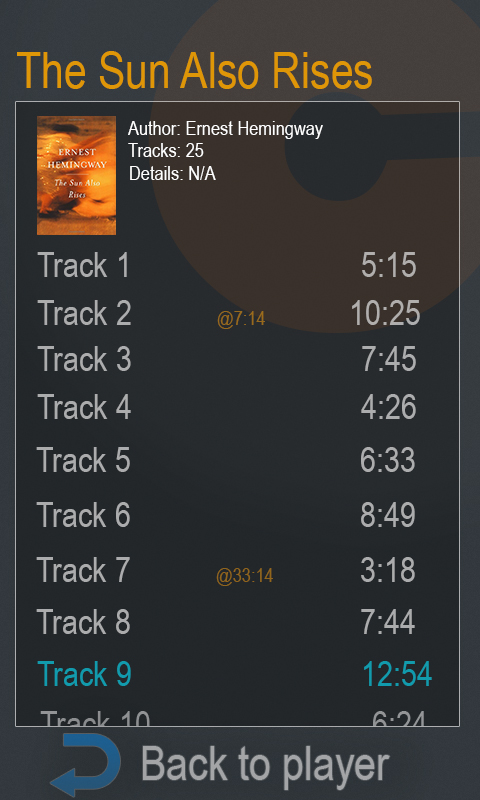 The Sun Also Rises
ERNEST
HEMINGWAY
The Sun Also
Rises
Author: Ernest Hemingway
Tracks: 25
Details: N/A
Track 1 5:15
Track 2 @7:14 10:25
Track 3 7:45
Track 4 4:26
Track 5 6:33
Track 6 8:49
Track 7 @33:14 3:18
Track 8 7:44
Track 9 12:54
Track 10 6:24
Back to player